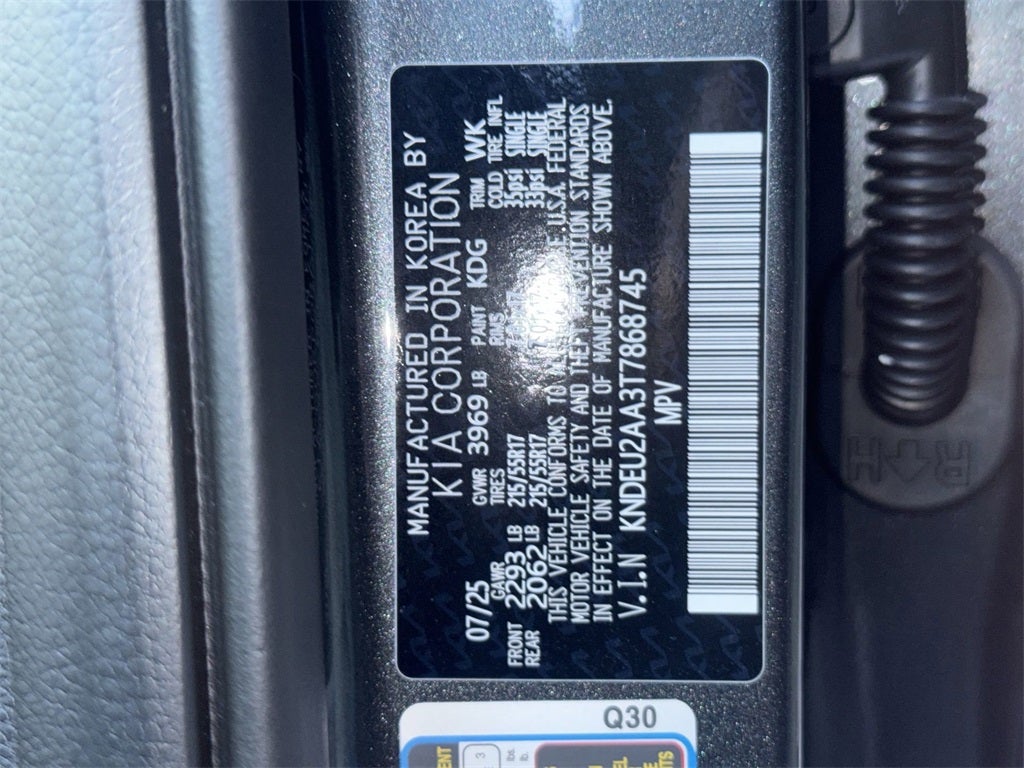 MANUFACTURED IN KOREA BY
KIA CORPORATION
07/25 GVWR 3969 LB PAINT KDG TRIM WK
GAWR TIRES RIMS COLD TIRE INFL
FRONT 2293 LB 215/55R17 35psi SINGLE
REAR 2062 LB 215/55R17 33psi SINGLE
THIS VEHICLE CONFORMS TO U.S.A. FEDERAL
MOTOR VEHICLE SAFETY AND THEFT PREVENTION STANDARDS
IN EFFECT ON THE DATE OF MANUFACTURE SHOWN ABOVE.
V.I.N KNDEU2AA3T7868745
MPV
Q30
R H
3
lbs.
lb.